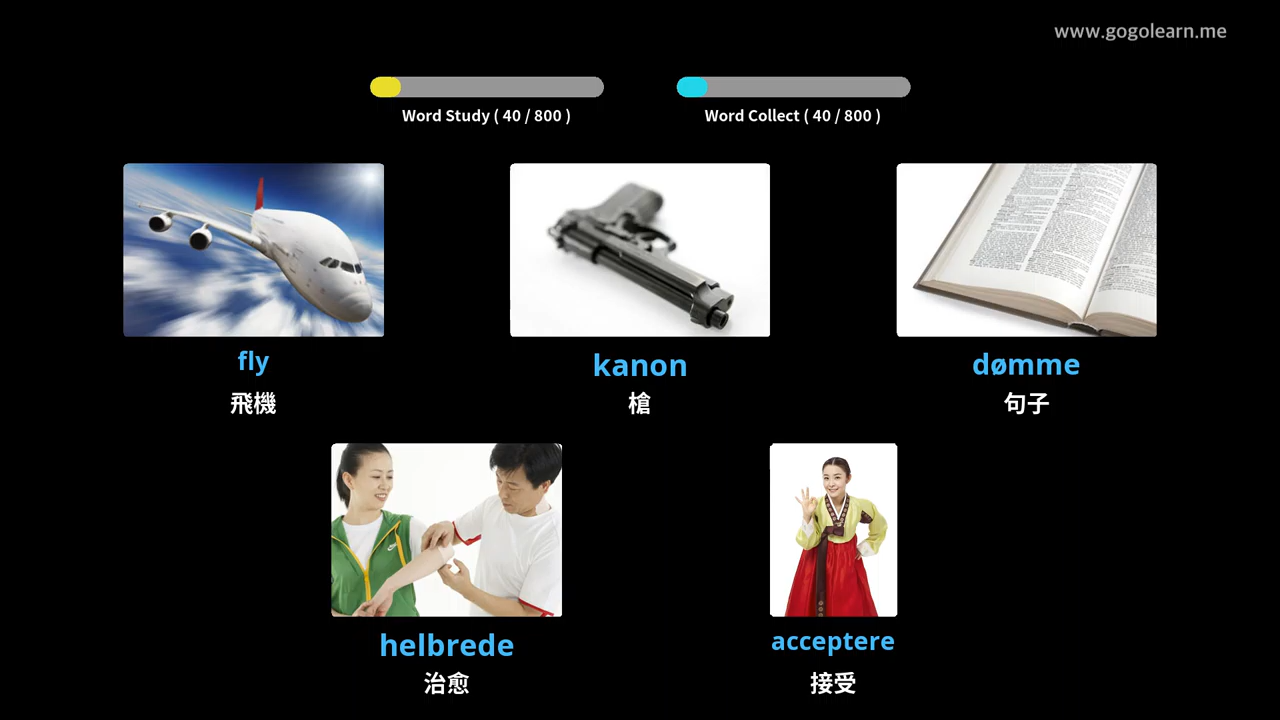 www.gogolearn.me
Word Study ( 40 / 800 )
Word Collect ( 40 / 800 )
fly
飛機
kanon
槍
dømme
句子
helbrede
治愈
acceptere
接受